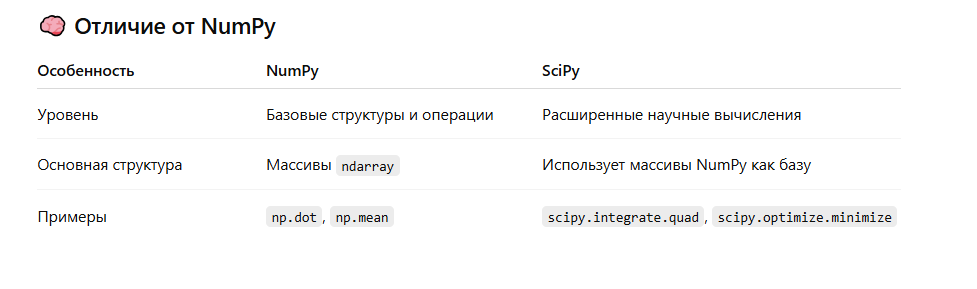 🧠 Отличие от NumPy
Особенность NumPy SciPy
Уровень Базовые структуры и операции Расширенные научные вычисления
Основная структура Массивы ndarray Использует массивы NumPy как базу
Примеры np.dot, np.mean scipy.integrate.quad, scipy.optimize.minimize